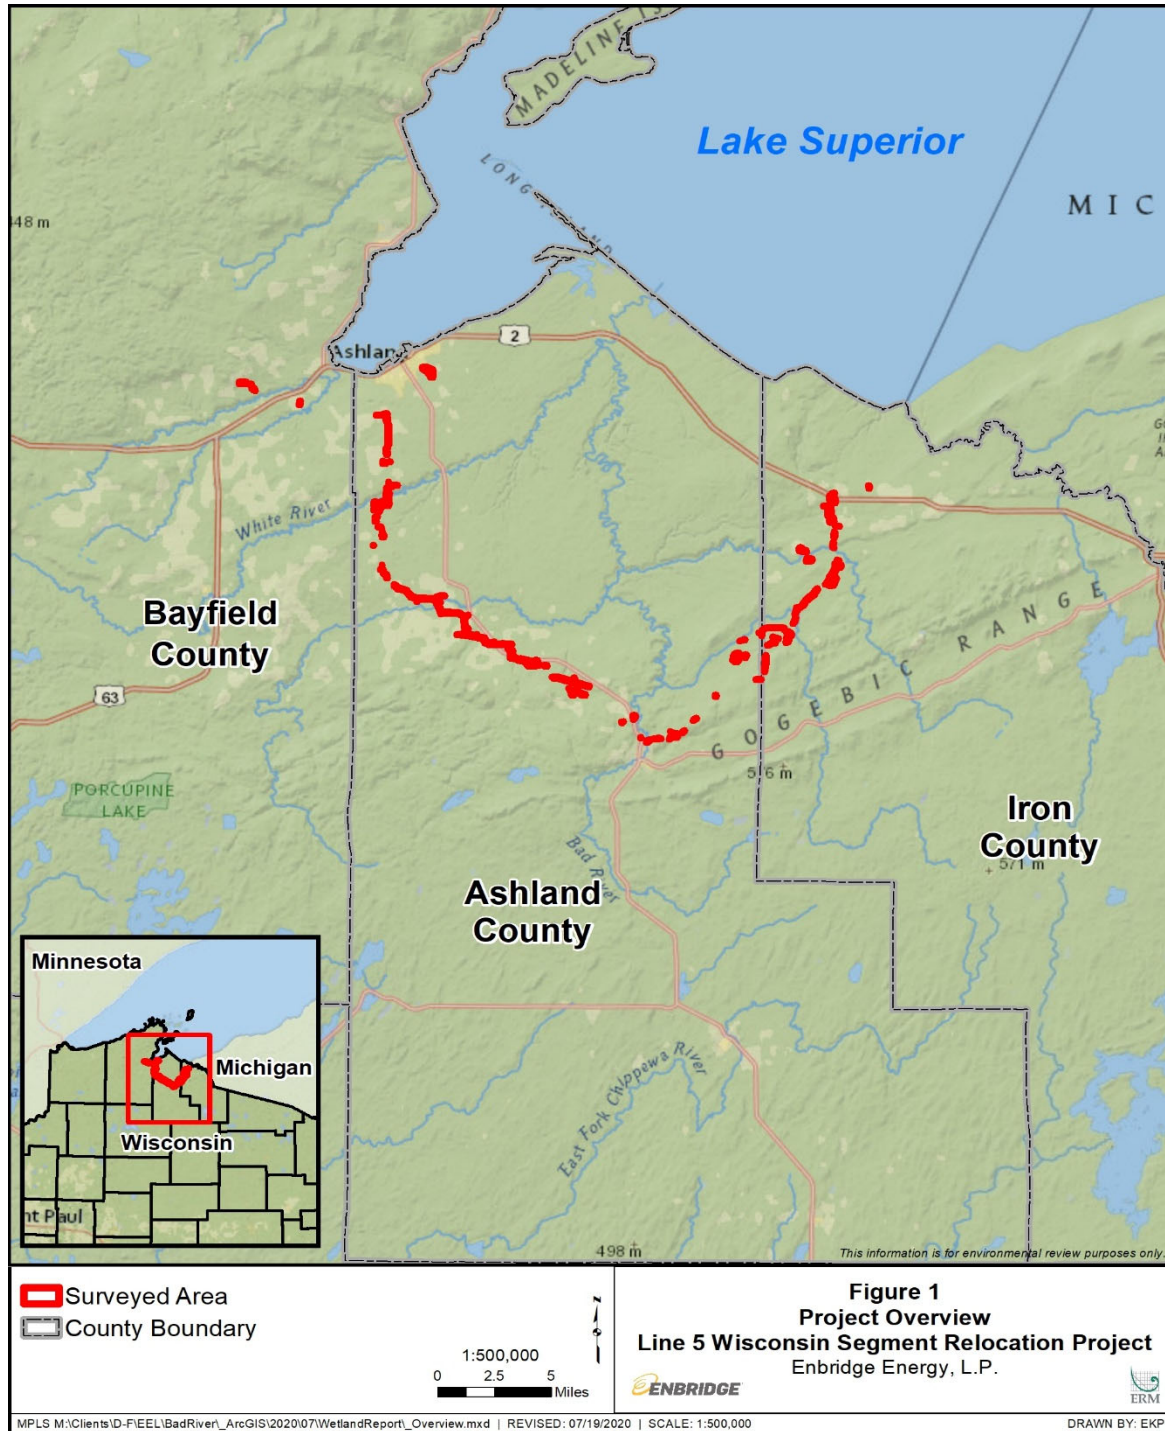 MADELINE IS
Lake Superior
LONG ISLAND
MIC
48 m
2
Ashlan
White River
Bayfield
County
63
GOGEBIC RANGE
576 m
PORCUPINE
LAKE
Iron
County
571 m
Bad River
Ashland
County
East Fork Chippewa River
498 m
Minnesota
Michigan
Wisconsin
nt Paul
This information is for environmental review purposes only.
Surveyed Area
County Boundary
N
1:500,000
0 2.5 5
Miles
Figure 1
Project Overview
Line 5 Wisconsin Segment Relocation Project
Enbridge Energy, L.P.
ENBRIDGE
ERM
MPLS M:\Clients\D-F\EEL\BadRiver\_ArcGIS\2020\07\WetlandReport\_Overview.mxd | REVISED: 07/19/2020 | SCALE: 1:500,000
DRAWN BY: EKP